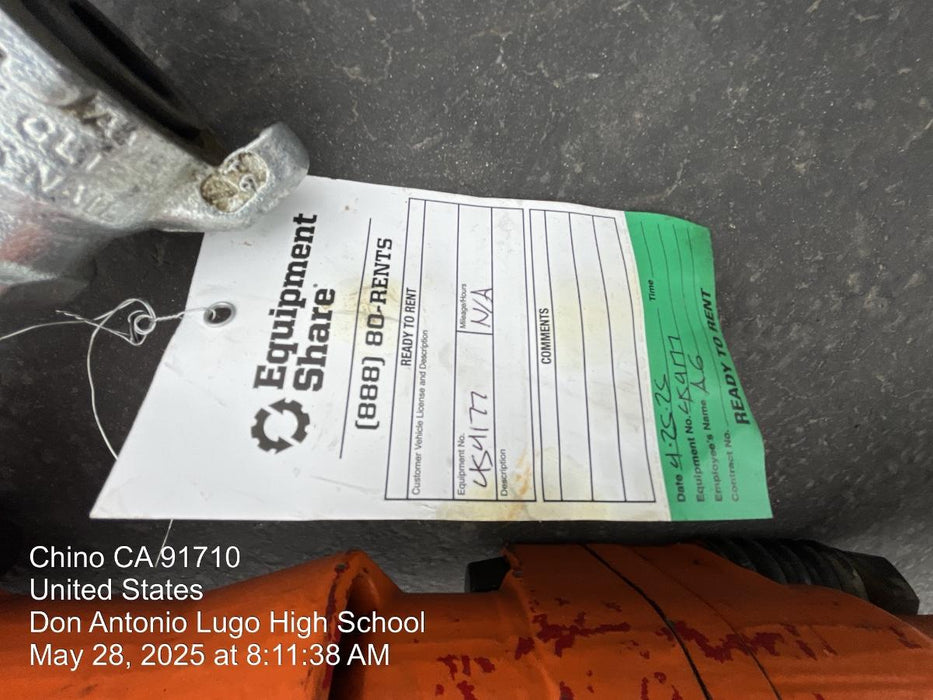 Equipment
Share
(888) 80-RENTS
READY TO RENT
Customer Vehicle License and Description
Equipment No.
Mileage/Hours
N/A
Description
COMMENTS
Date 4.25.25
Time
Equipment No.
Employee's Name AG
Contract No.
READY TO RENT
Chino CA 91710
United States
Don Antonio Lugo High School
May 28, 2025 at 8:11:38 AM